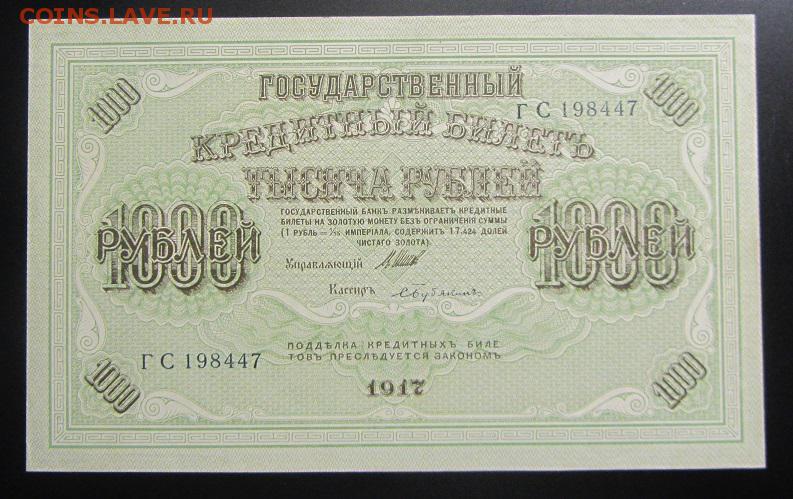 COINS.LAVE.RU
1000
1000
ГОСУДАРСТВЕННЫЙ
ГС 198447
КРЕДИТНЫЙ БИЛЕТЪ
ТЫСЯЧА РУБЛЕЙ
1000
РУБЛЕЙ
1000
РУБЛЕЙ
ГОСУДАРСТВЕННЫЙ БАНКЪ РАЗМѢНИВАЕТЪ КРЕДИТНЫЕ
БИЛЕТЫ НА ЗОЛОТУЮ МОНЕТУ БЕЗЪ ОГРАНИЧЕНІЯ СУММЫ
(1 РУБЛЬ = 1/15 ИМПЕРІАЛА, СОДЕРЖИТЪ 17.424 ДОЛЕЙ
ЧИСТАГО ЗОЛОТА).
Управляющій
Кассиръ
ПОДДѢЛКА КРЕДИТНЫХЪ БИЛЕ
ТОВЪ ПРЕСЛѢДУЕТСЯ ЗАКОНОМЪ
ГС 198447
1917
1000
1000